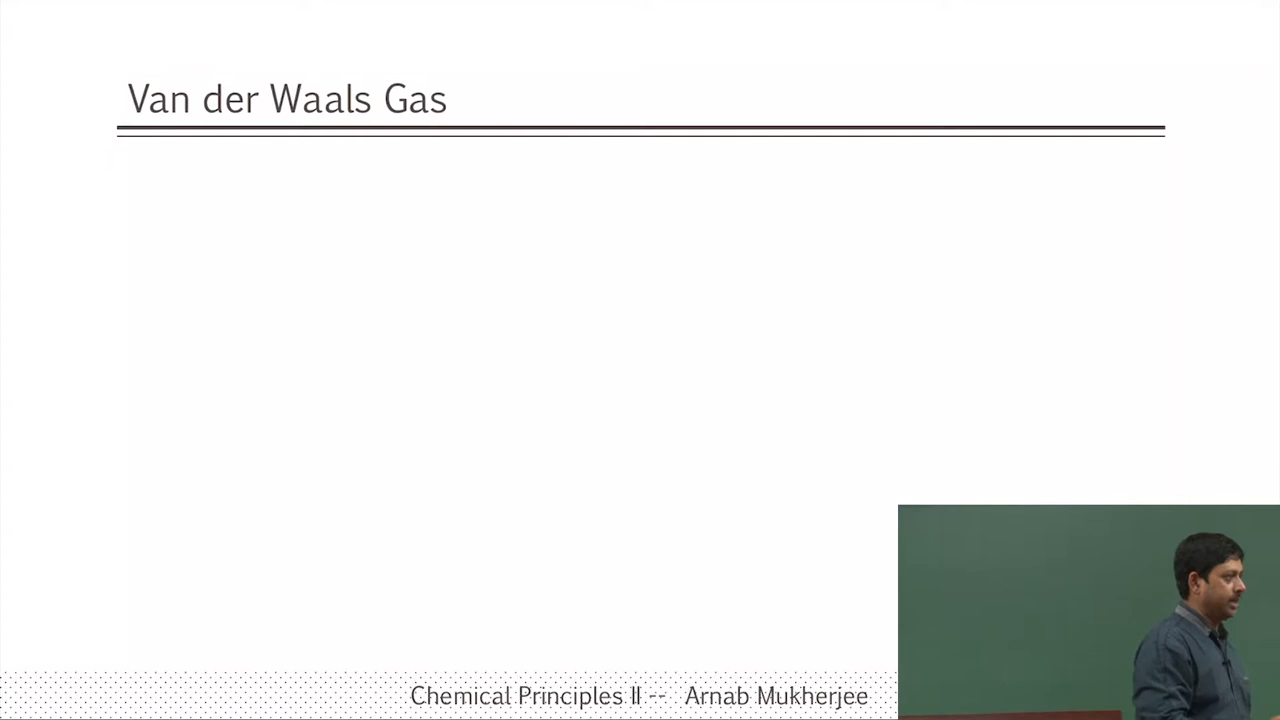 Van der Waals Gas
Chemical Principles II -- Arnab Mukherjee